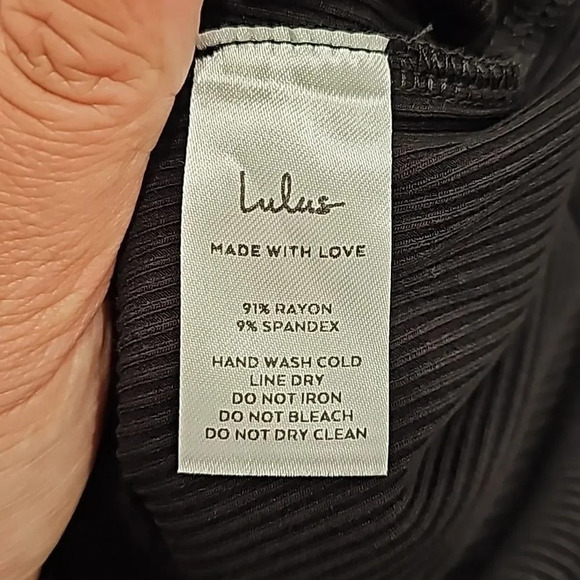 Lulus
MADE WITH LOVE
91% RAYON
9% SPANDEX
HAND WASH COLD
LINE DRY
DO NOT IRON
DO NOT BLEACH
DO NOT DRY CLEAN